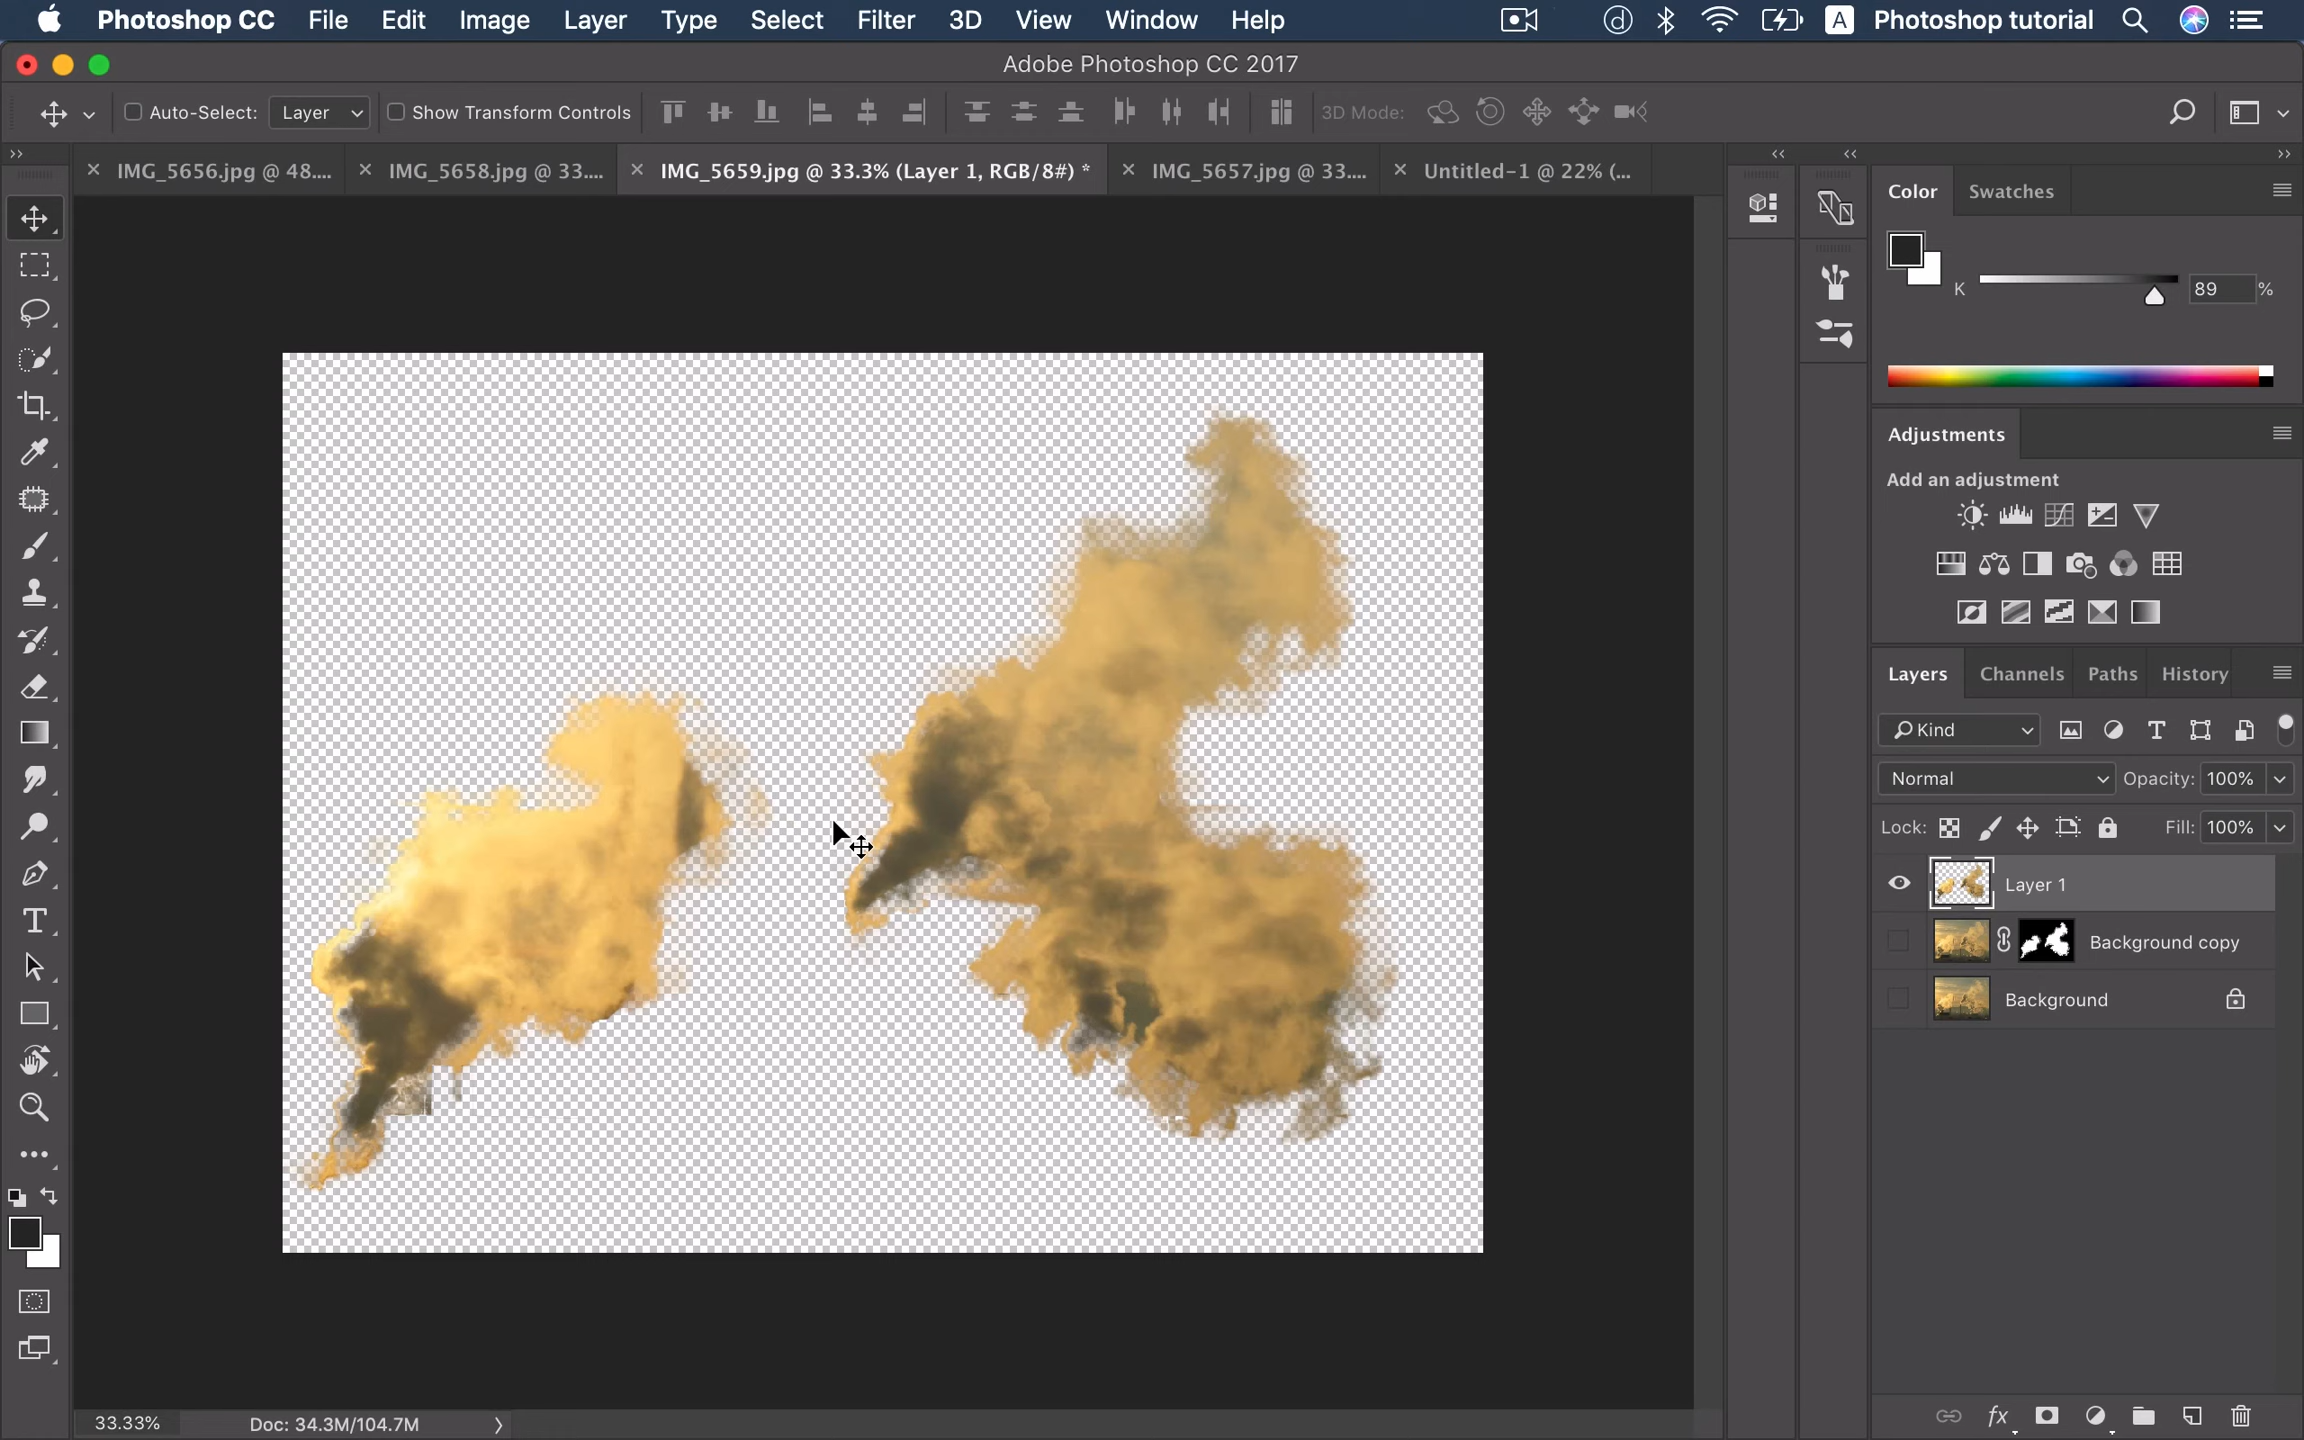 Photoshop CC File Edit Image Layer Type Select Filter 3D View Window Help A Photoshop tutorial
Adobe Photoshop CC 2017
Auto-Select: Layer Show Transform Controls 3D Mode:
IMG_5656.jpg @ 48.... IMG_5658.jpg @ 33.... IMG_5659.jpg @ 33.3% (Layer 1, RGB/8#) * IMG_5657.jpg @ 33.... Untitled-1 @ 22% (...
Color Swatches
K 89 %
Adjustments
Add an adjustment
Layers Channels Paths History
Kind
Normal Opacity: 100%
Lock: Fill: 100%
Layer 1
Background copy
Background
33.33% Doc: 34.3M/104.7M
fx